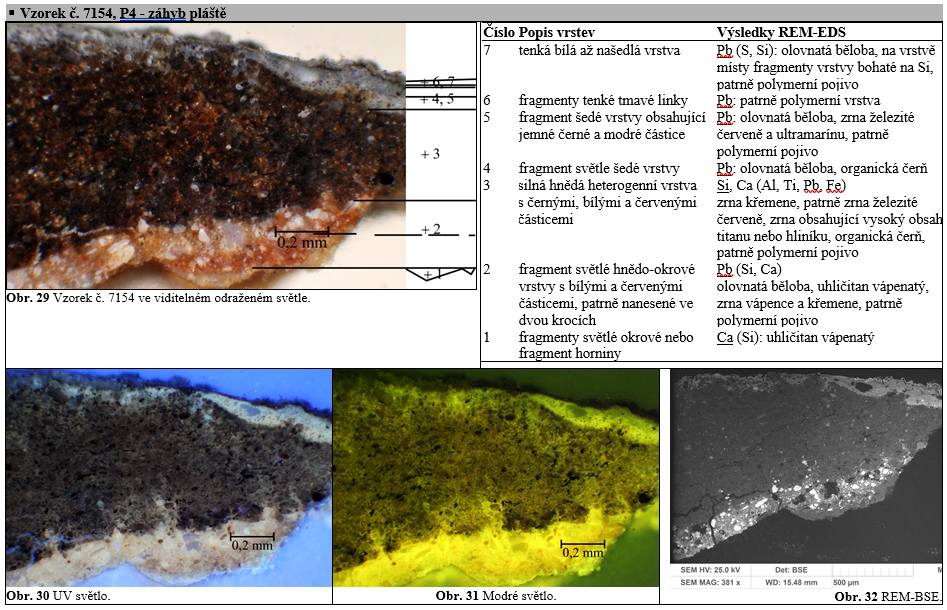 ▪ Vzorek č. 7154, P4 - záhyb pláště
Číslo Popis vrstev Výsledky REM-EDS
7 tenká bílá až našedlá vrstva Pb (S, Si): olovnatá běloba, na vrstvě
místy fragmenty vrstvy bohaté na Si,
patrně polymerní pojivo
6 fragmenty tenké tmavé linky Pb: patrně polymerní vrstva
5 fragment šedé vrstvy obsahující Pb: olovnatá běloba, zrna železité
jemné černé a modré částice červeně a ultramarínu, patrně
polymerní pojivo
4 fragment světle šedé vrstvy Pb: olovnatá běloba, organická čerň
3 silná hnědá heterogenní vrstva Si, Ca (Al, Ti, Pb, Fe)
s černými, bílými a červenými zrna křemene, patrně zrna železité
částicemi červeně, zrna obsahující vysoký obsah
titanu nebo hliníku, organická čerň,
patrně polymerní pojivo
2 fragment světlé hnědo-okrové Pb (Si, Ca)
vrstvy s bílými a červenými olovnatá běloba, uhličitan vápenatý,
částicemi, patrně nanesené ve zrna vápence a křemene, patrně
dvou krocích polymerní pojivo
1 fragmenty světlé okrové nebo Ca (Si): uhličitan vápenatý
fragment horniny
+ 6, 7
+ 4, 5
+ 3
+ 2
+ 1
0,2 mm
Obr. 29 Vzorek č. 7154 ve viditelném odraženém světle.
0,2 mm
0,2 mm
SEM HV: 25.0 kV Det: BSE M
SEM MAG: 381 x WD: 15.48 mm 500 µm
Obr. 30 UV světlo.
Obr. 31 Modré světlo.
Obr. 32 REM-BSE.